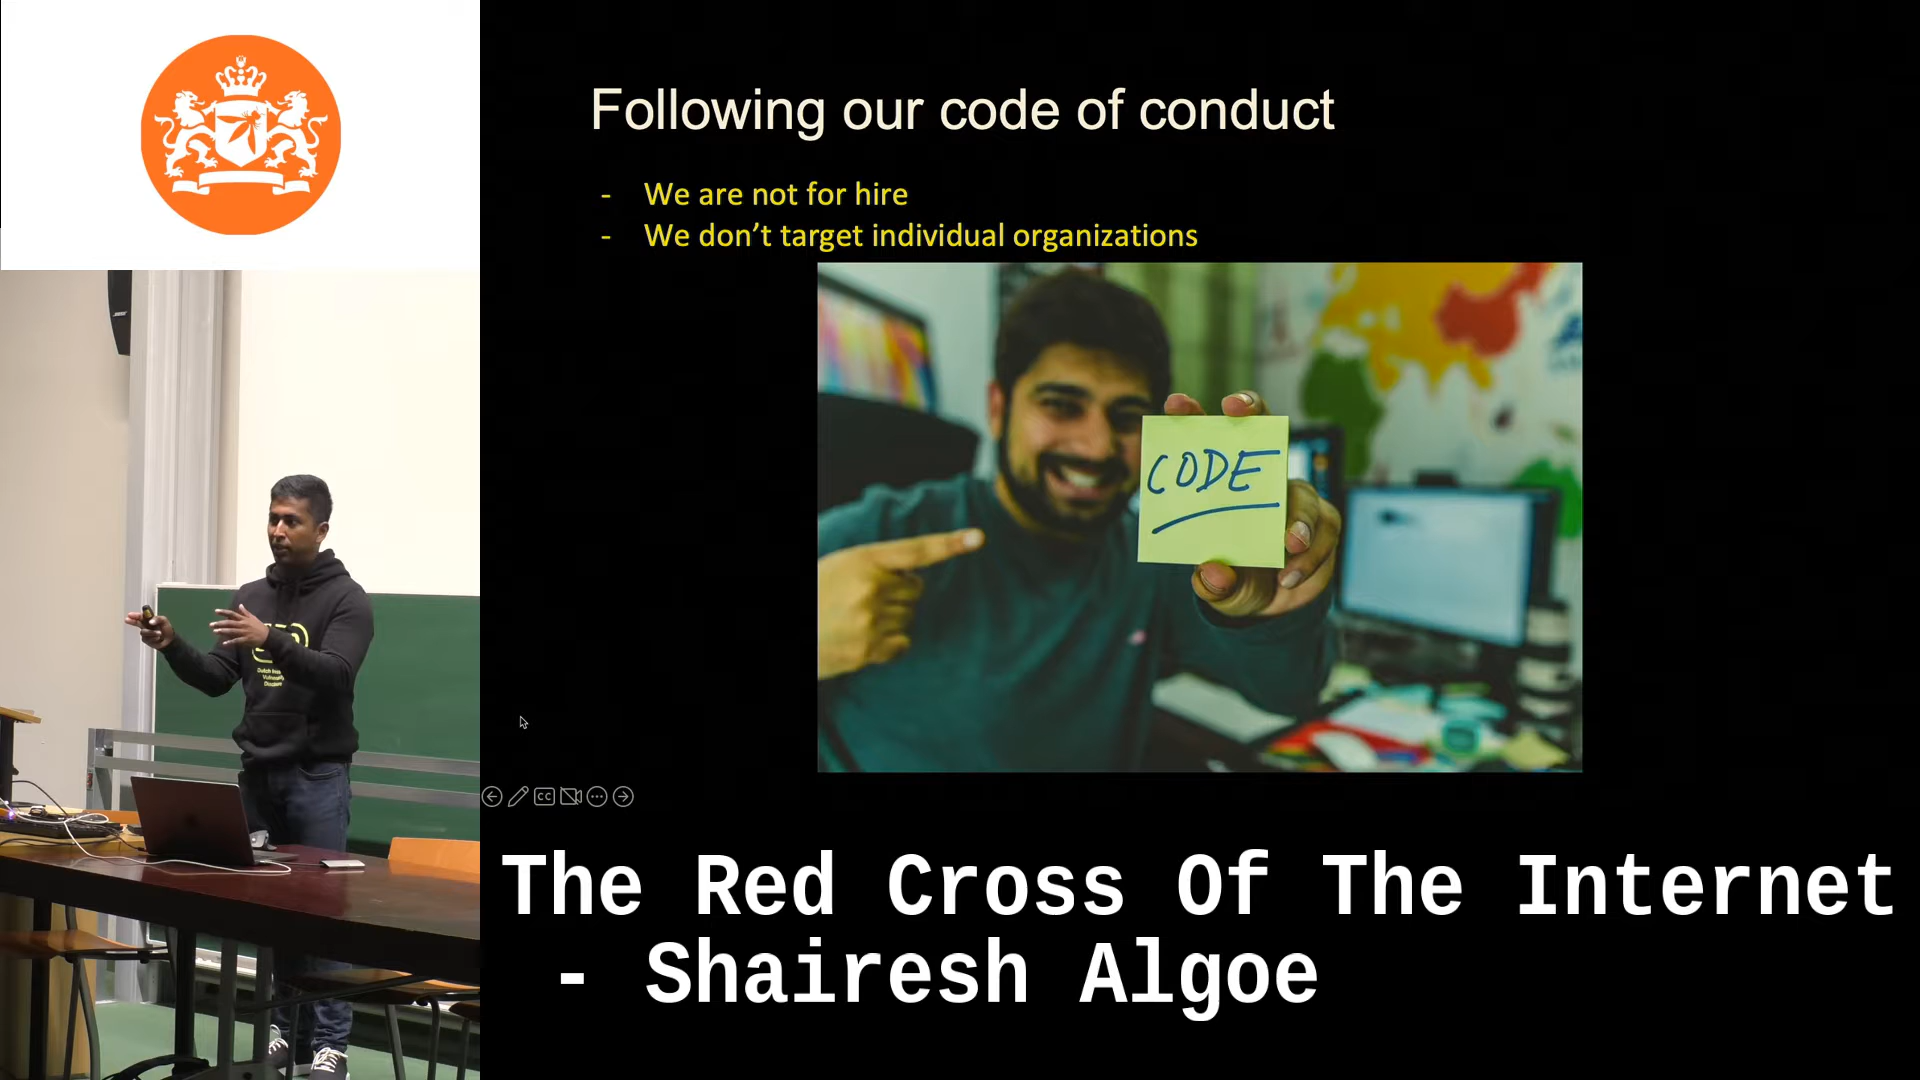 Following our code of conduct
- We are not for hire
- We don't target individual organizations
CODE
CC
The Red Cross Of The Internet
- Shairesh Algoe